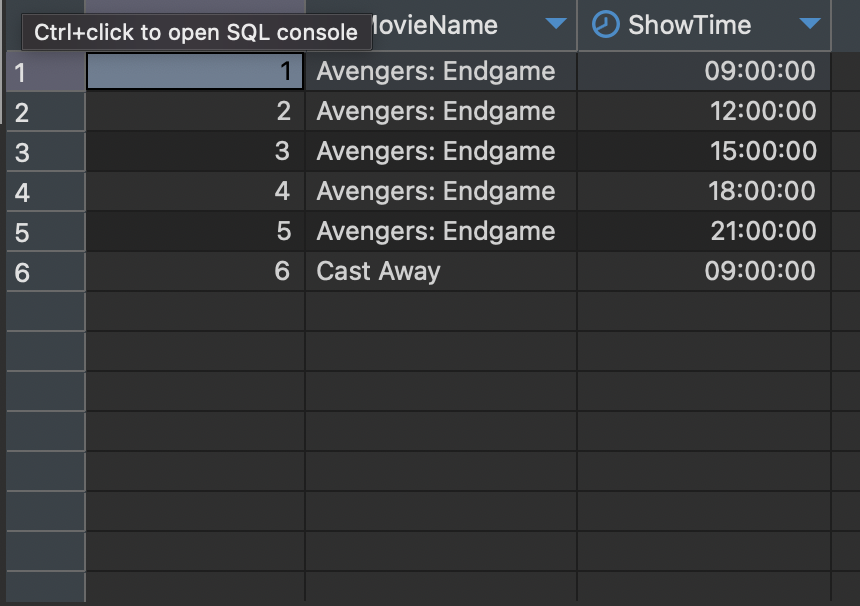 Ctrl+click to open SQL console
MovieName ShowTime
1 1 Avengers: Endgame 09:00:00
2 2 Avengers: Endgame 12:00:00
3 3 Avengers: Endgame 15:00:00
4 4 Avengers: Endgame 18:00:00
5 5 Avengers: Endgame 21:00:00
6 6 Cast Away 09:00:00